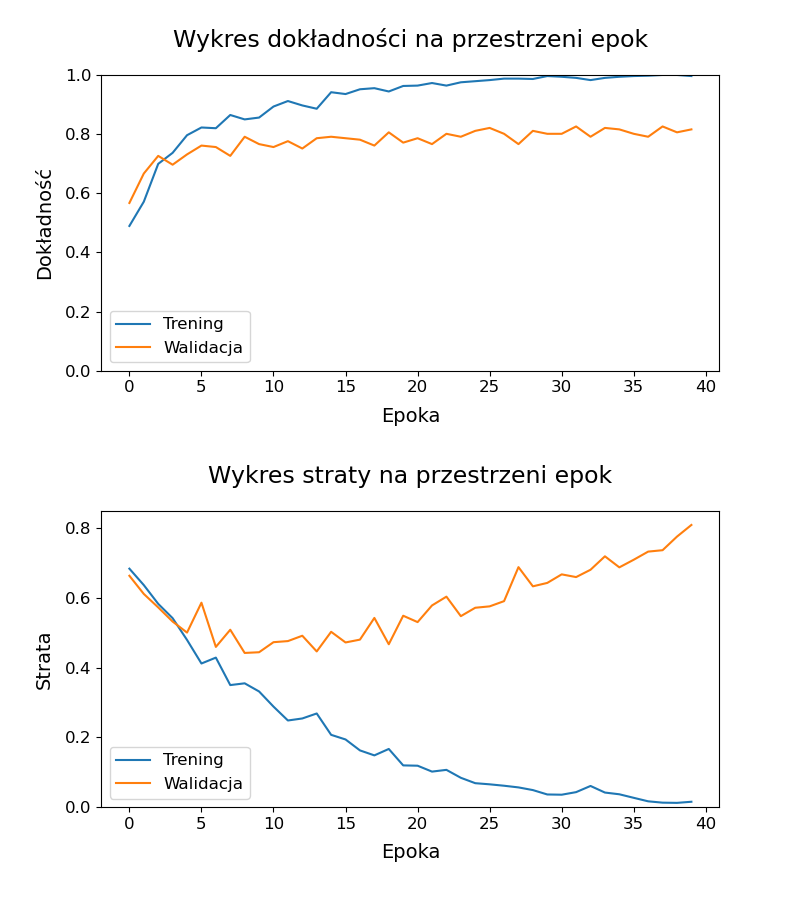 Wykres dokładności na przestrzeni epok
1.0
0.8
0.6
0.4
0.2
0.0
Dokładność
Trening
Walidacja
0 5 10 15 20 25 30 35 40
Epoka
Wykres straty na przestrzeni epok
0.8
0.6
0.4
0.2
0.0
Strata
Trening
Walidacja
0 5 10 15 20 25 30 35 40
Epoka